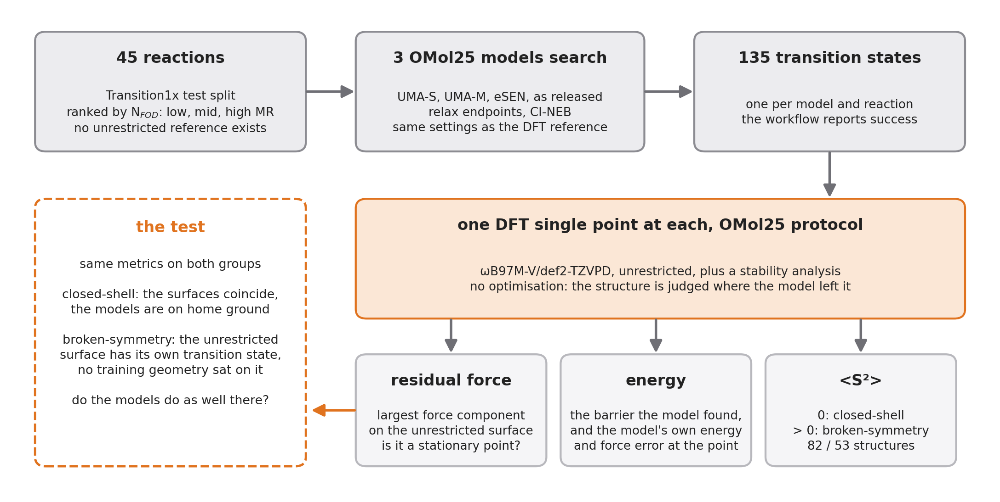 45 reactions
Transition1x test split
ranked by N_FOD: low, mid, high MR
no unrestricted reference exists
3 OMol25 models search
UMA-S, UMA-M, eSEN, as released
relax endpoints, CI-NEB
same settings as the DFT reference
135 transition states
one per model and reaction
the workflow reports success
the test
same metrics on both groups
closed-shell: the surfaces coincide,
the models are on home ground
broken-symmetry: the unrestricted
surface has its own transition state,
no training geometry sat on it
do the models do as well there?
one DFT single point at each, OMol25 protocol
ωB97M-V/def2-TZVPD, unrestricted, plus a stability analysis
no optimisation: the structure is judged where the model left it
residual force
largest force component
on the unrestricted surface
is it a stationary point?
energy
the barrier the model found,
and the model's own energy
and force error at the point
<S²>
0: closed-shell
> 0: broken-symmetry
82 / 53 structures